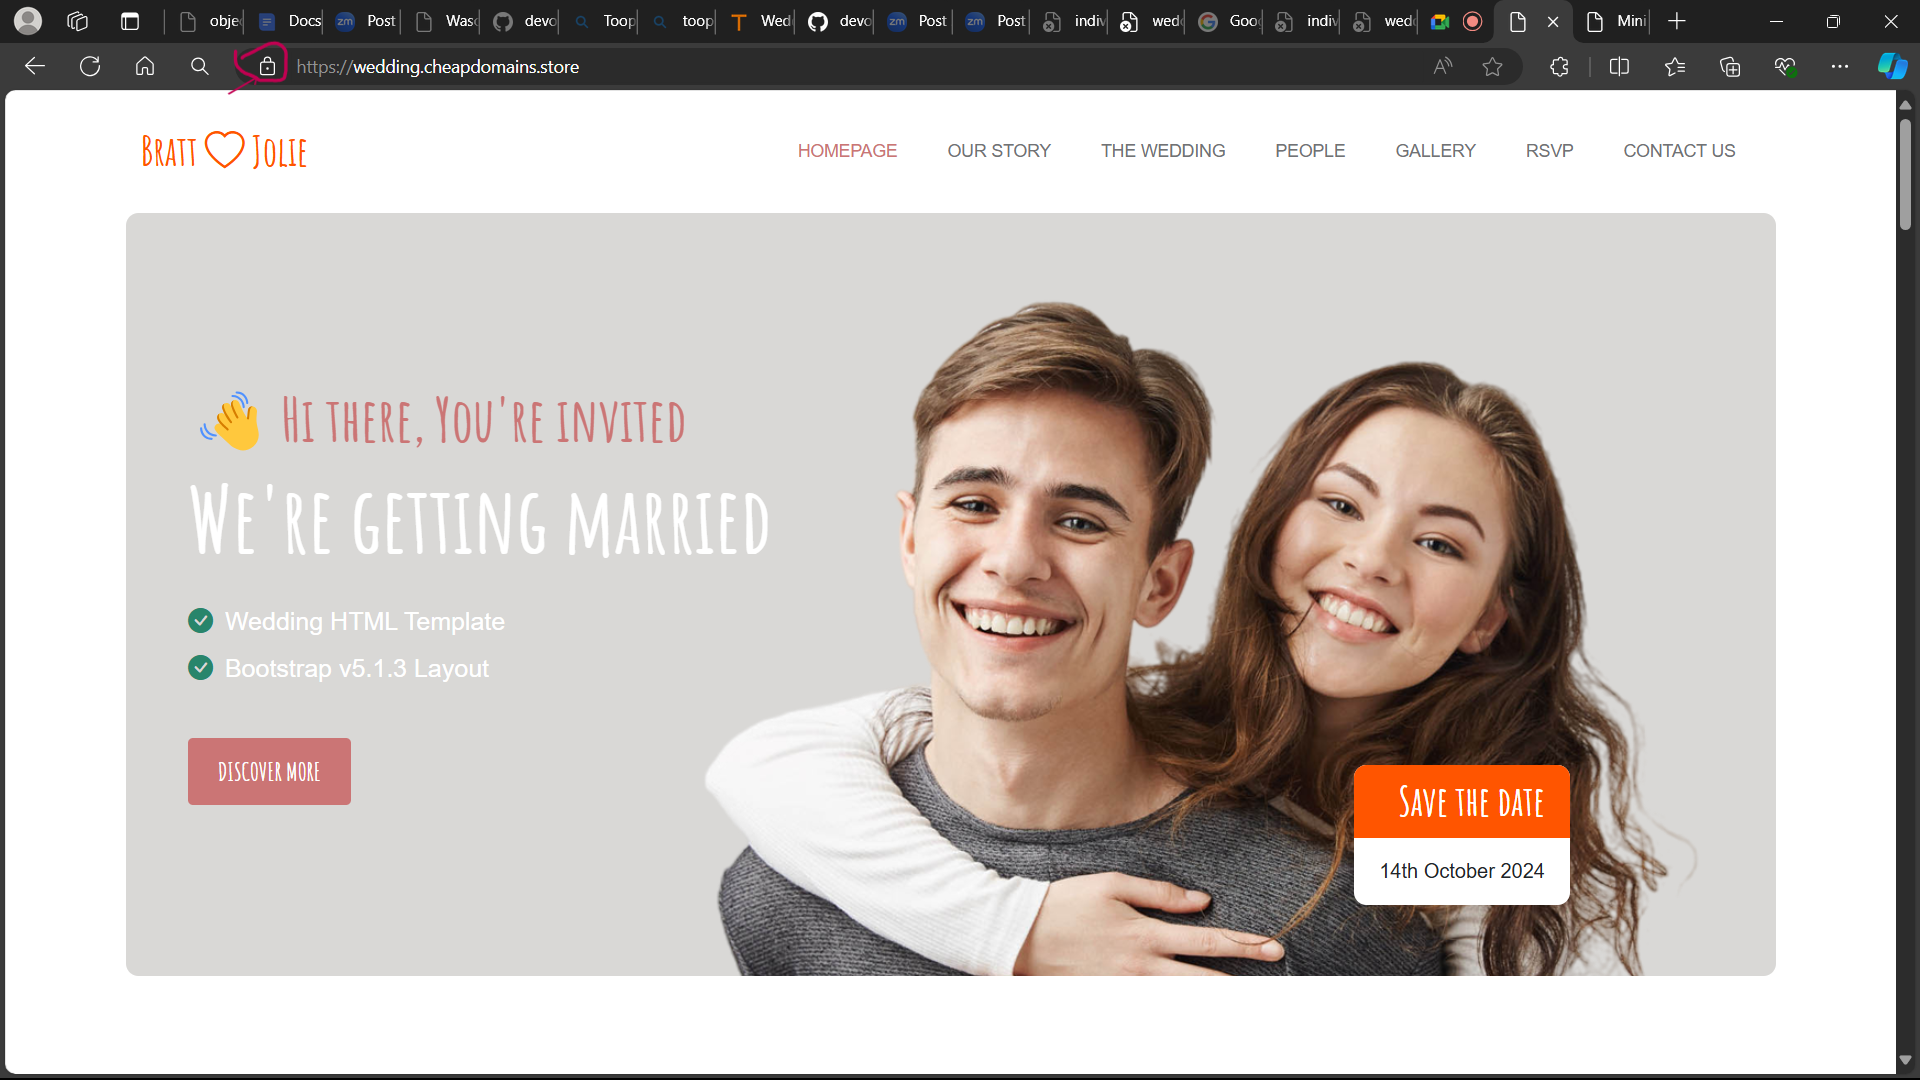 obje
Docs
Post
Was
devo
Toop
toop
Wed
devo
Post
Post
indiv
wed
Goo
indiv
wed
Mini
https://wedding.cheapdomains.store
Bratt Jolie
HOMEPAGE
OUR STORY
THE WEDDING
PEOPLE
GALLERY
RSVP
CONTACT US
Hi there, You're invited
We're getting married
Wedding HTML Template
Bootstrap v5.1.3 Layout
DISCOVER MORE
Save the date
14th October 2024